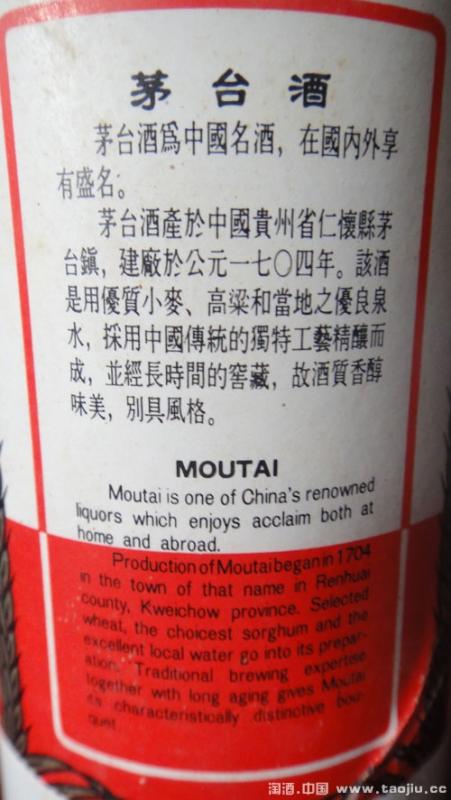 茅台酒
茅台酒爲中國名酒，在國內外享
有盛名。
茅台酒產於中國貴州省仁懷縣茅
台鎭，建廠於公元一七〇四年。該酒
是用優質小麥、高粱和當地之優良泉
水，採用中國傳統的獨特工藝精釀而
成，並經長時間的窖藏，故酒質香醇
味美，別具風格。
MOUTAI
Moutai is one of China's renowned
liquors which enjoys acclaim both at
home and abroad.
Production of Moutai began in 1704
in the town of that name in Renhuai
county, Kweichow province. Selected
wheat, the choicest sorghum and the
excellent local water go into its prepar-
ation. Traditional brewing expertise
together with long aging gives Moutai
its characteristically distinctive bou-
quet.
淘酒.中国 www.taojiu.cc